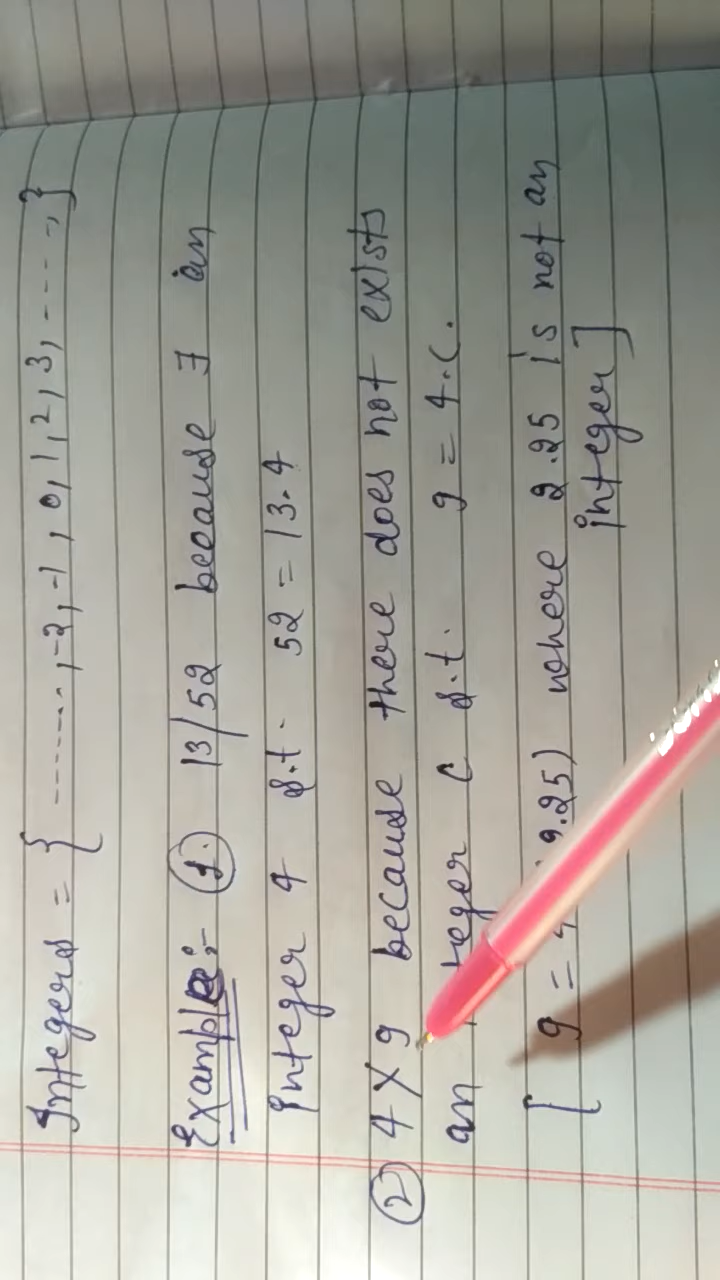 Integers = { ......., -2, -1, 0, 1, 2, 3, ----- , }
Example:- ① 13/52 because ∃ an
integer 4 s.t. 52 = 13.4
② 4 ∤ 9 because there does not exists
an c s.t. 9 = 4.c.
[ 9 = 2.25) where 2.25 is not an
integer]